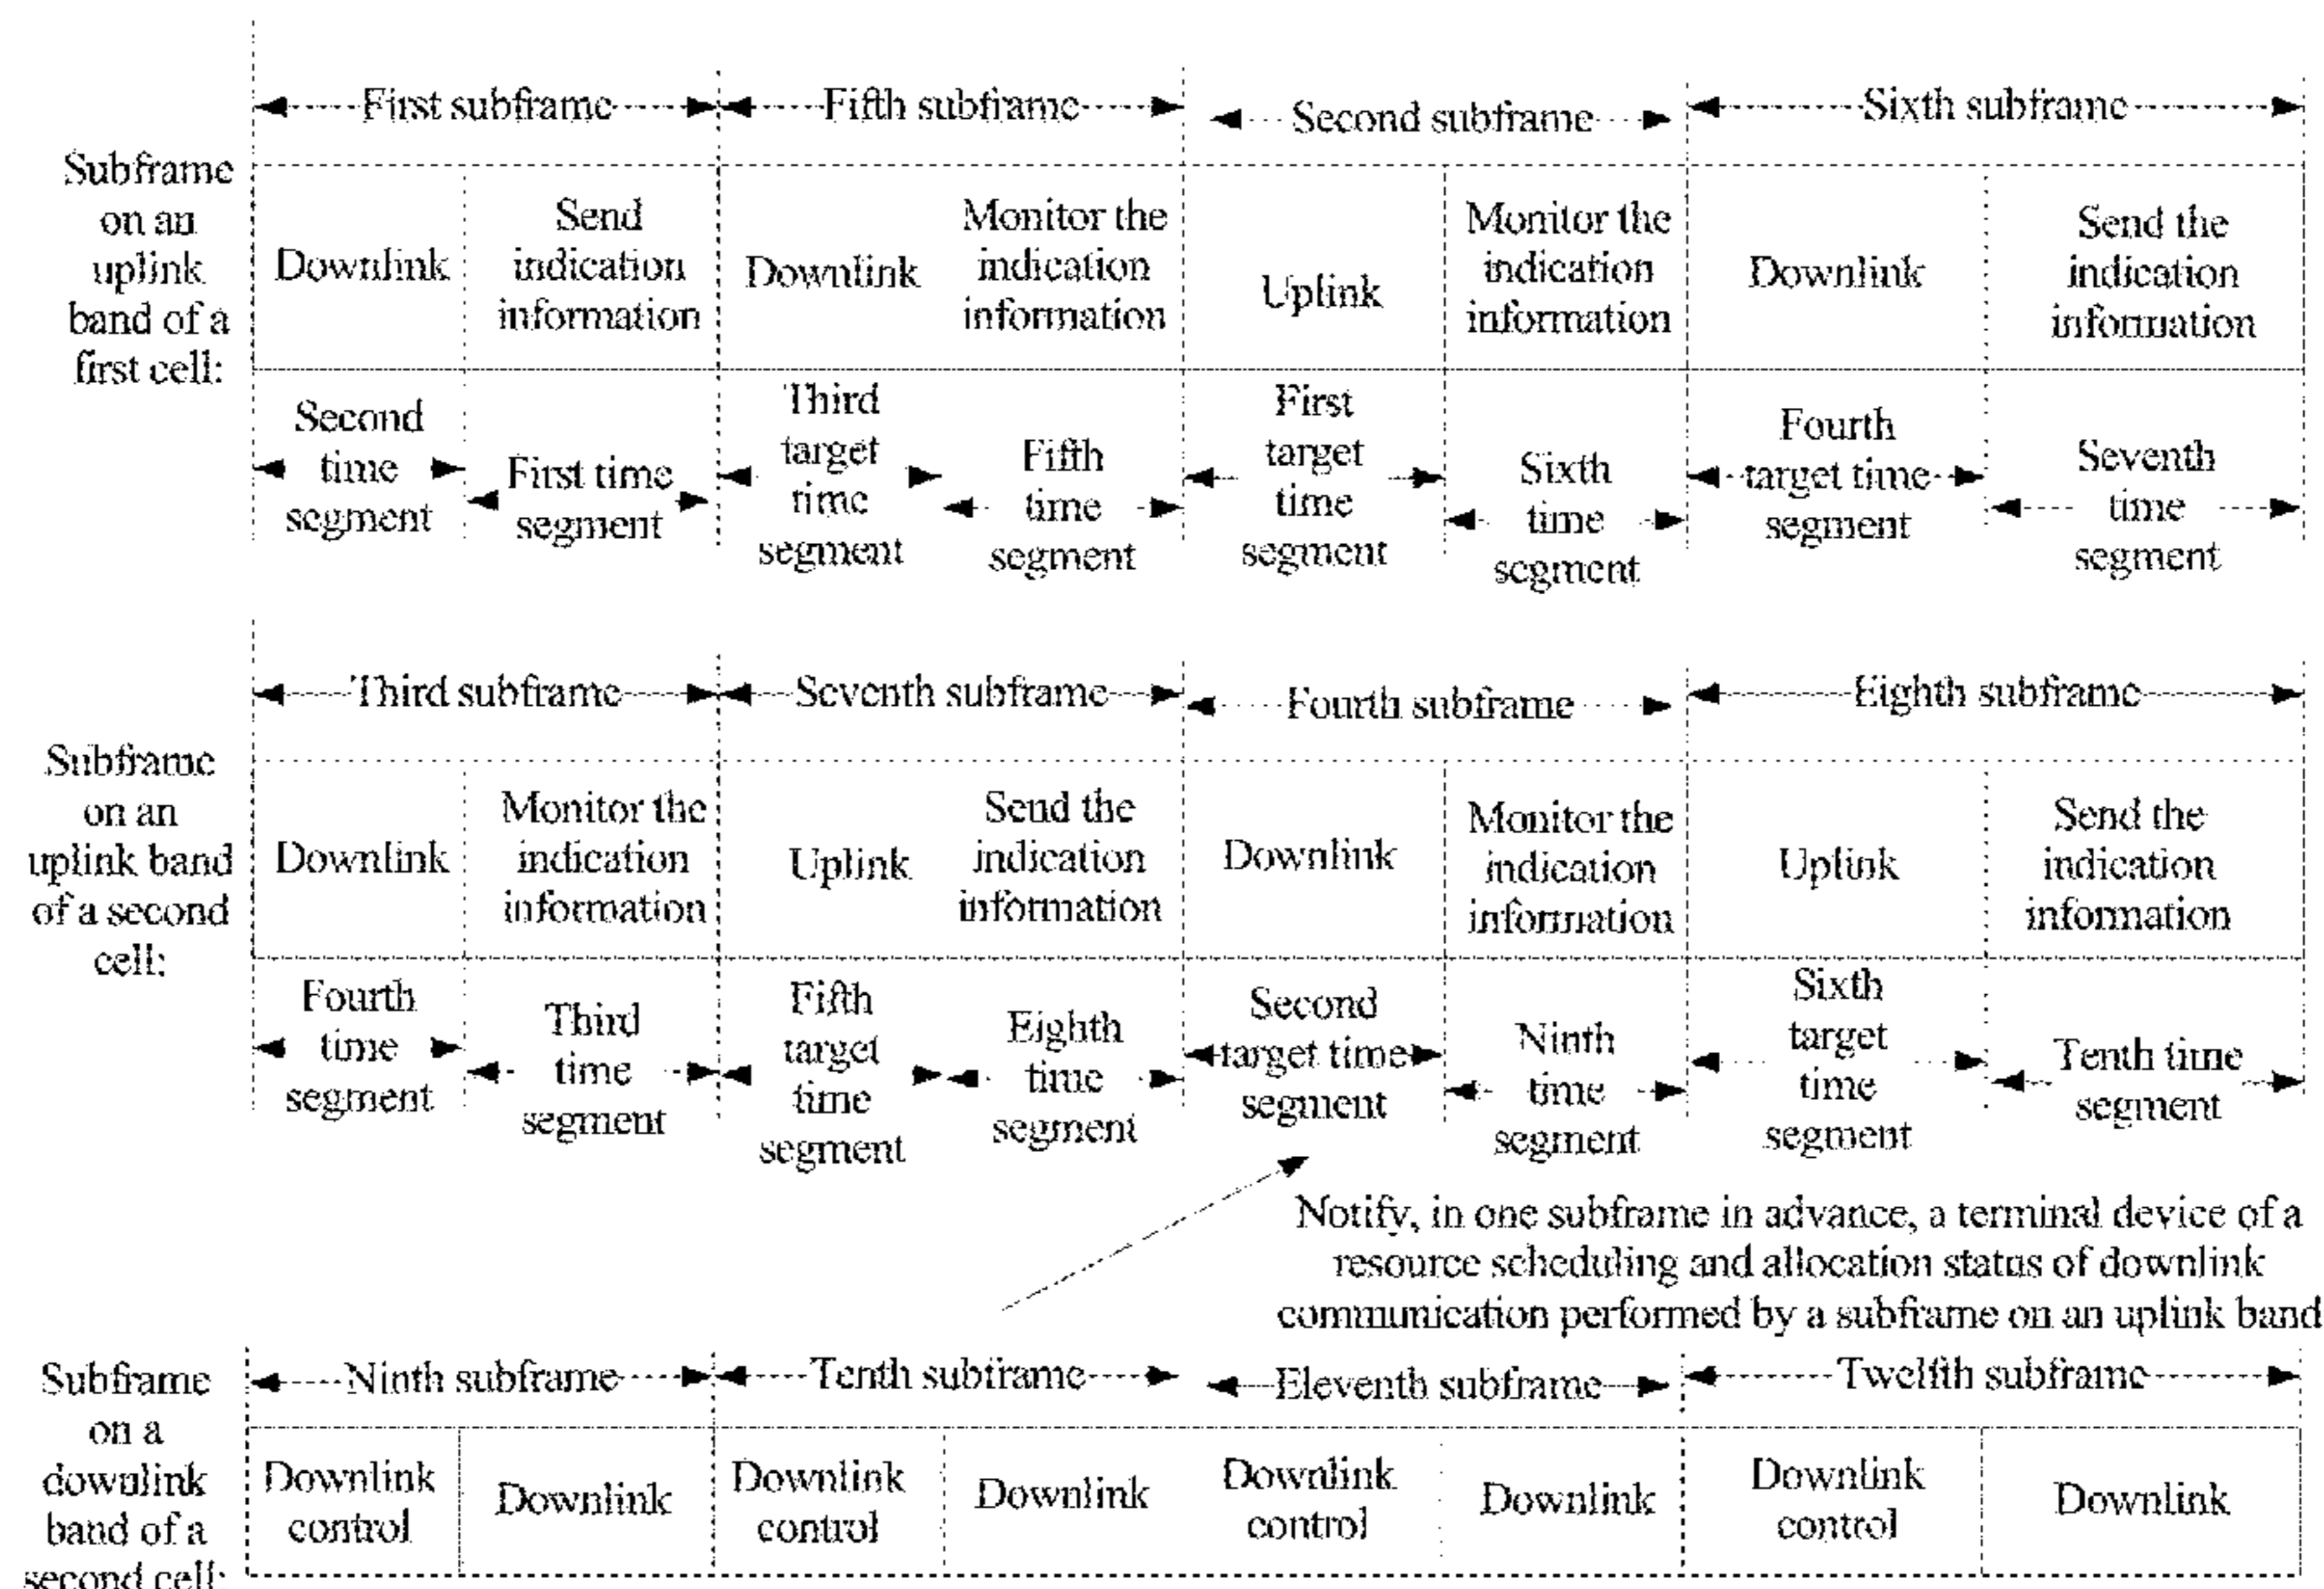 First subframe
Fifth subframe
Second subframe
Sixth subframe
Subframe
on an
uplink
band of a
first cell:
Downlink
Send
indication
information
Downlink
Monitor the
indication
information
Uplink
Monitor the
indication
information
Downlink
Send the
indication
information
Second
time
segment
First time
segment
Third
target
time
segment
Fifth
time
segment
First
target
time
segment
Sixth
time
segment
Fourth
target time
segment
Seventh
time
segment
Third subframe
Seventh subframe
Fourth subframe
Eighth subframe
Subframe
on an
uplink band
of a second
cell:
Downlink
Monitor the
indication
information
Uplink
Send the
indication
information
Downlink
Monitor the
indication
information
Uplink
Send the
indication
information
Fourth
time
segment
Third
time
segment
Fifth
target
time
segment
Eighth
time
segment
Second
target time
segment
Ninth
time
segment
Sixth
target
time
segment
Tenth time
segment
Notify, in one subframe in advance, a terminal device of a
resource scheduling and allocation status of downlink
communication performed by a subframe on an uplink band
Ninth subframe
Tenth subframe
Eleventh subframe
Twelfth subframe
Subframe
on a
downlink
band of a
second cell:
Downlink
control
Downlink
Downlink
control
Downlink
Downlink
control
Downlink
Downlink
control
Downlink